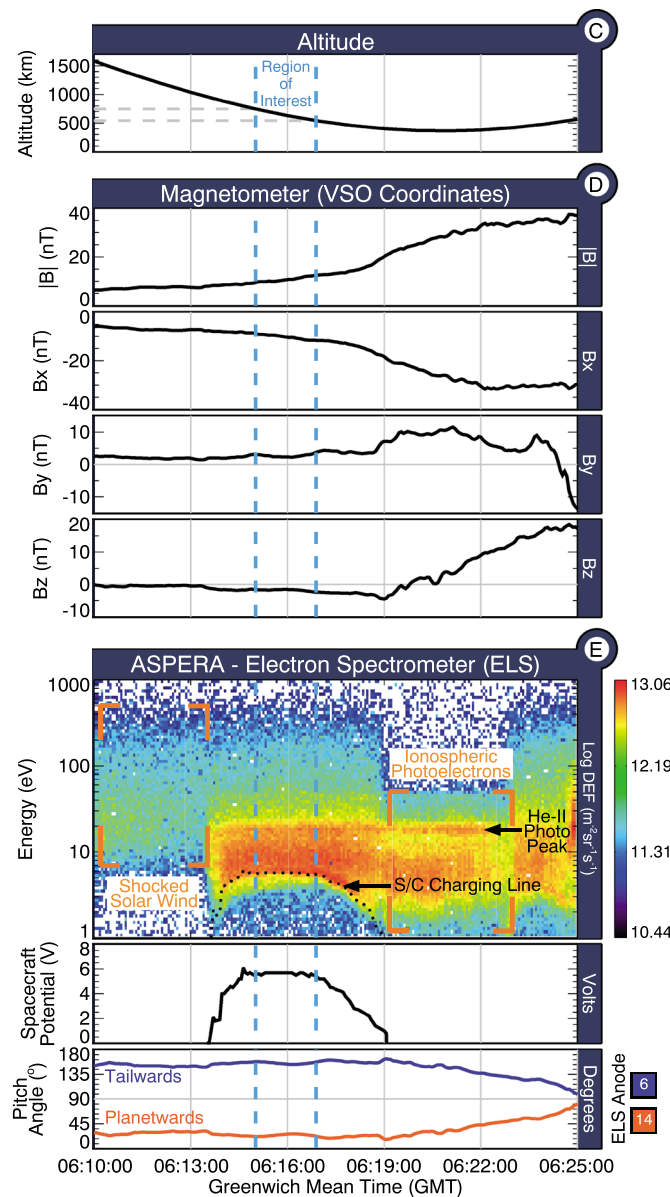 C
Altitude
Altitude (km)
1500
1000
500
0
Region
of
Interest
D
Magnetometer (VSO Coordinates)
|B| (nT)
40
20
0
|B|
Bx (nT)
0
-20
-40
Bx
By (nT)
10
0
-10
By
Bz (nT)
20
10
0
-10
Bz
E
ASPERA - Electron Spectrometer (ELS)
Energy (eV)
1000
100
10
1
Ionospheric
Photoelectrons
He-II
Photo
Peak
S/C Charging Line
Shocked
Solar Wind
Log DEF (m-2sr-1s-1)
13.06
12.19
11.31
10.44
Spacecraft
Potential (V)
8
6
4
2
0
Volts
Pitch
Angle (°)
180
135
90
45
0
Tailwards
Planetwards
Degrees
ELS Anode
6
14
06:10:00 06:13:00 06:16:00 06:19:00 06:22:00 06:25:00
Greenwich Mean Time (GMT)